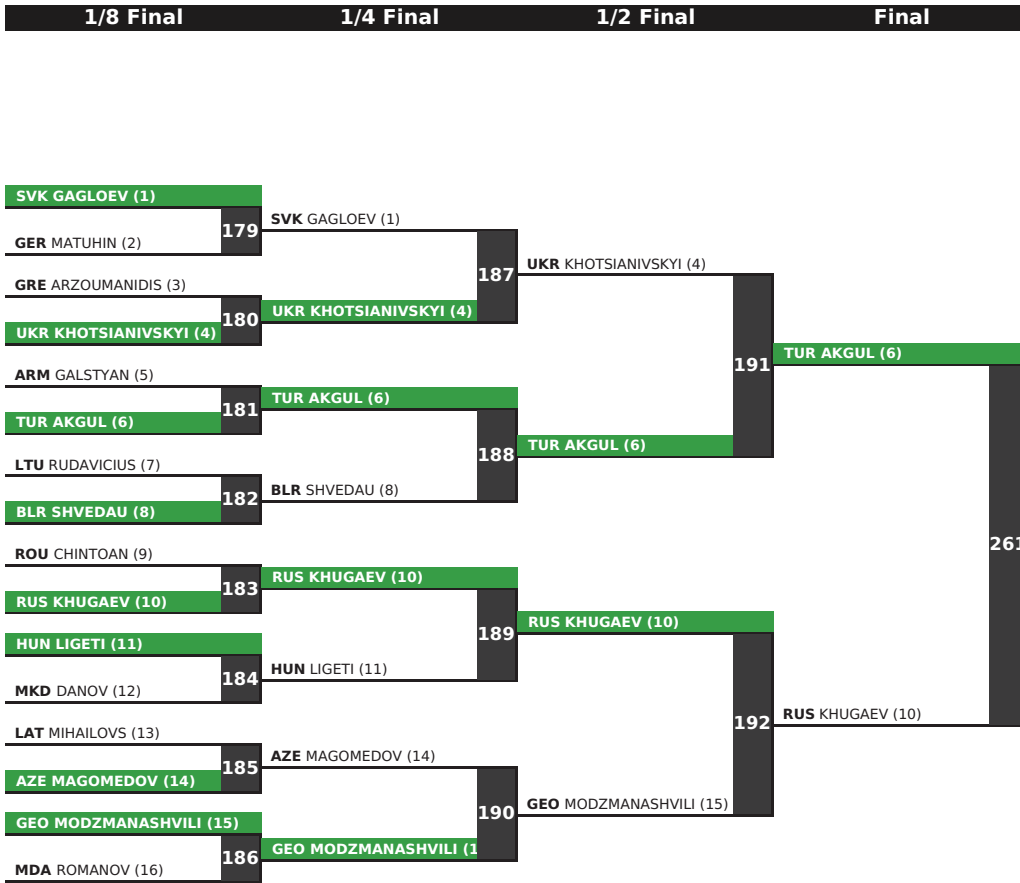 1/8 Final 1/4 Final 1/2 Final Final
SVK GAGLOEV (1)
179
GER MATUHIN (2)
GRE ARZOUMANIDIS (3)
180
UKR KHOTSIANIVSKYI (4)
ARM GALSTYAN (5)
181
TUR AKGUL (6)
LTU RUDAVICIUS (7)
182
BLR SHVEDAU (8)
ROU CHINTOAN (9)
183
RUS KHUGAEV (10)
HUN LIGETI (11)
184
MKD DANOV (12)
LAT MIHAILOVS (13)
185
AZE MAGOMEDOV (14)
GEO MODZMANASHVILI (15)
186
MDA ROMANOV (16)
SVK GAGLOEV (1)
187
UKR KHOTSIANIVSKYI (4)
TUR AKGUL (6)
188
BLR SHVEDAU (8)
RUS KHUGAEV (10)
189
HUN LIGETI (11)
AZE MAGOMEDOV (14)
190
GEO MODZMANASHVILI (1
UKR KHOTSIANIVSKYI (4)
191
TUR AKGUL (6)
RUS KHUGAEV (10)
192
GEO MODZMANASHVILI (15)
TUR AKGUL (6)
261
RUS KHUGAEV (10)